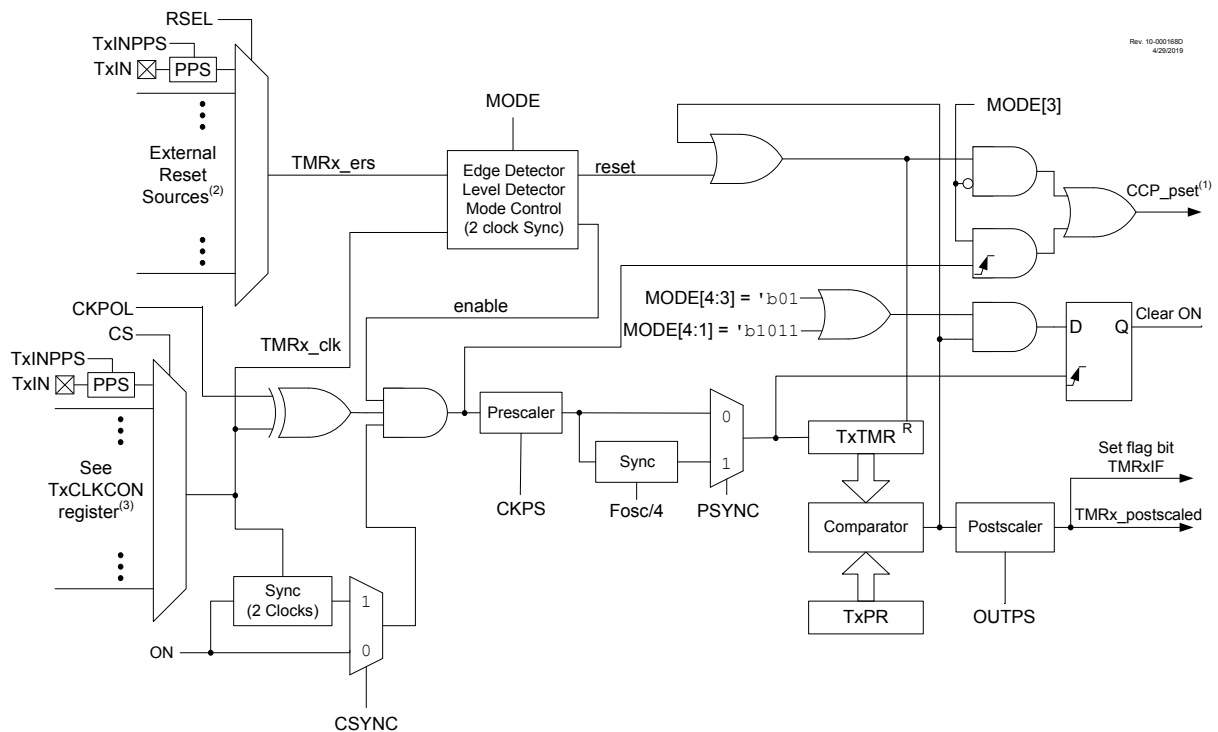 RSEL
TxINPPS
TxIN
PPS
Rev. 10-000168D
4/29/2019
MODE
MODE[3]
External
Reset
Sources(2)
TMRx_ers
Edge Detector
Level Detector
Mode Control
(2 clock Sync)
reset
CCP_pset(1)
CKPOL
CS
enable
MODE[4:3] = 'b01
MODE[4:1] = 'b1011
D
Q
Clear ON
TMRx_clk
TxINPPS
TxIN
PPS
Prescaler
0
1
Sync
CKPS
Fosc/4
PSYNC
TxTMR
R
See
TxCLKCON
register(3)
Set flag bit
TMRxIF
Comparator
Postscaler
TMRx_postscaled
Sync
(2 Clocks)
1
0
ON
TxPR
OUTPS
CSYNC